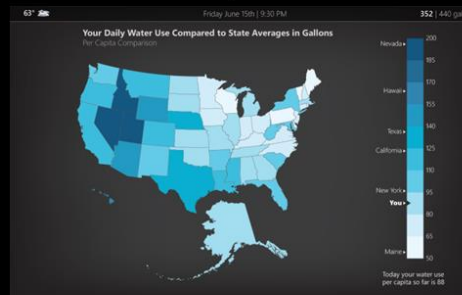 63°
Friday June 15th | 9:30 PM
352 | 440 gal
Your Daily Water Use Compared to State Averages in Gallons
Per Capita Comparison
Nevada
Hawaii
Texas
California
New York
You
Maine
200
185
170
155
140
125
110
95
80
65
50
Today your water use
per capita so far is 88